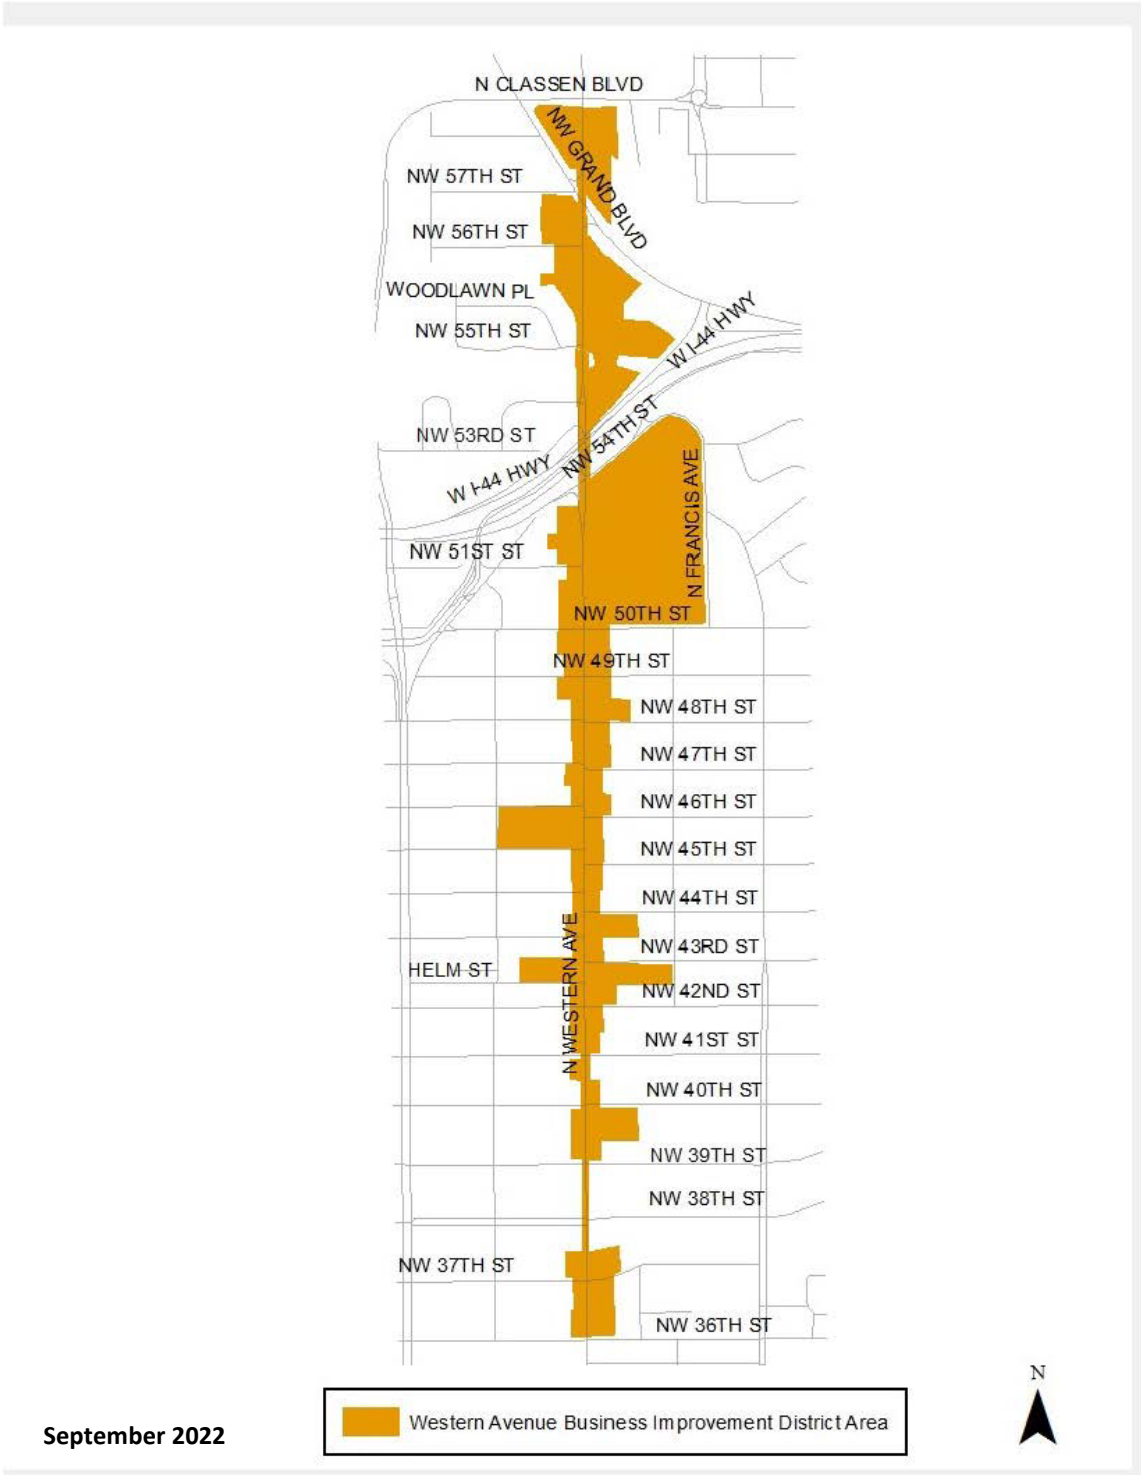 N CLASSEN BLVD
NW GRAND BLVD
NW 57TH ST
NW 56TH ST
WOODLAWN PL
NW 55TH ST
W I-44 HWY
NW 54TH ST
NW 53RD ST
W I-44 HWY
N FRANCIS AVE
NW 51ST ST
NW 50TH ST
NW 49TH ST
NW 48TH ST
NW 47TH ST
NW 46TH ST
NW 45TH ST
NW 44TH ST
N WESTERN AVE
NW 43RD ST
HELM ST
NW 42ND ST
NW 41ST ST
NW 40TH ST
NW 39TH ST
NW 38TH ST
NW 37TH ST
NW 36TH ST
N
Western Avenue Business Improvement District Area
September 2022